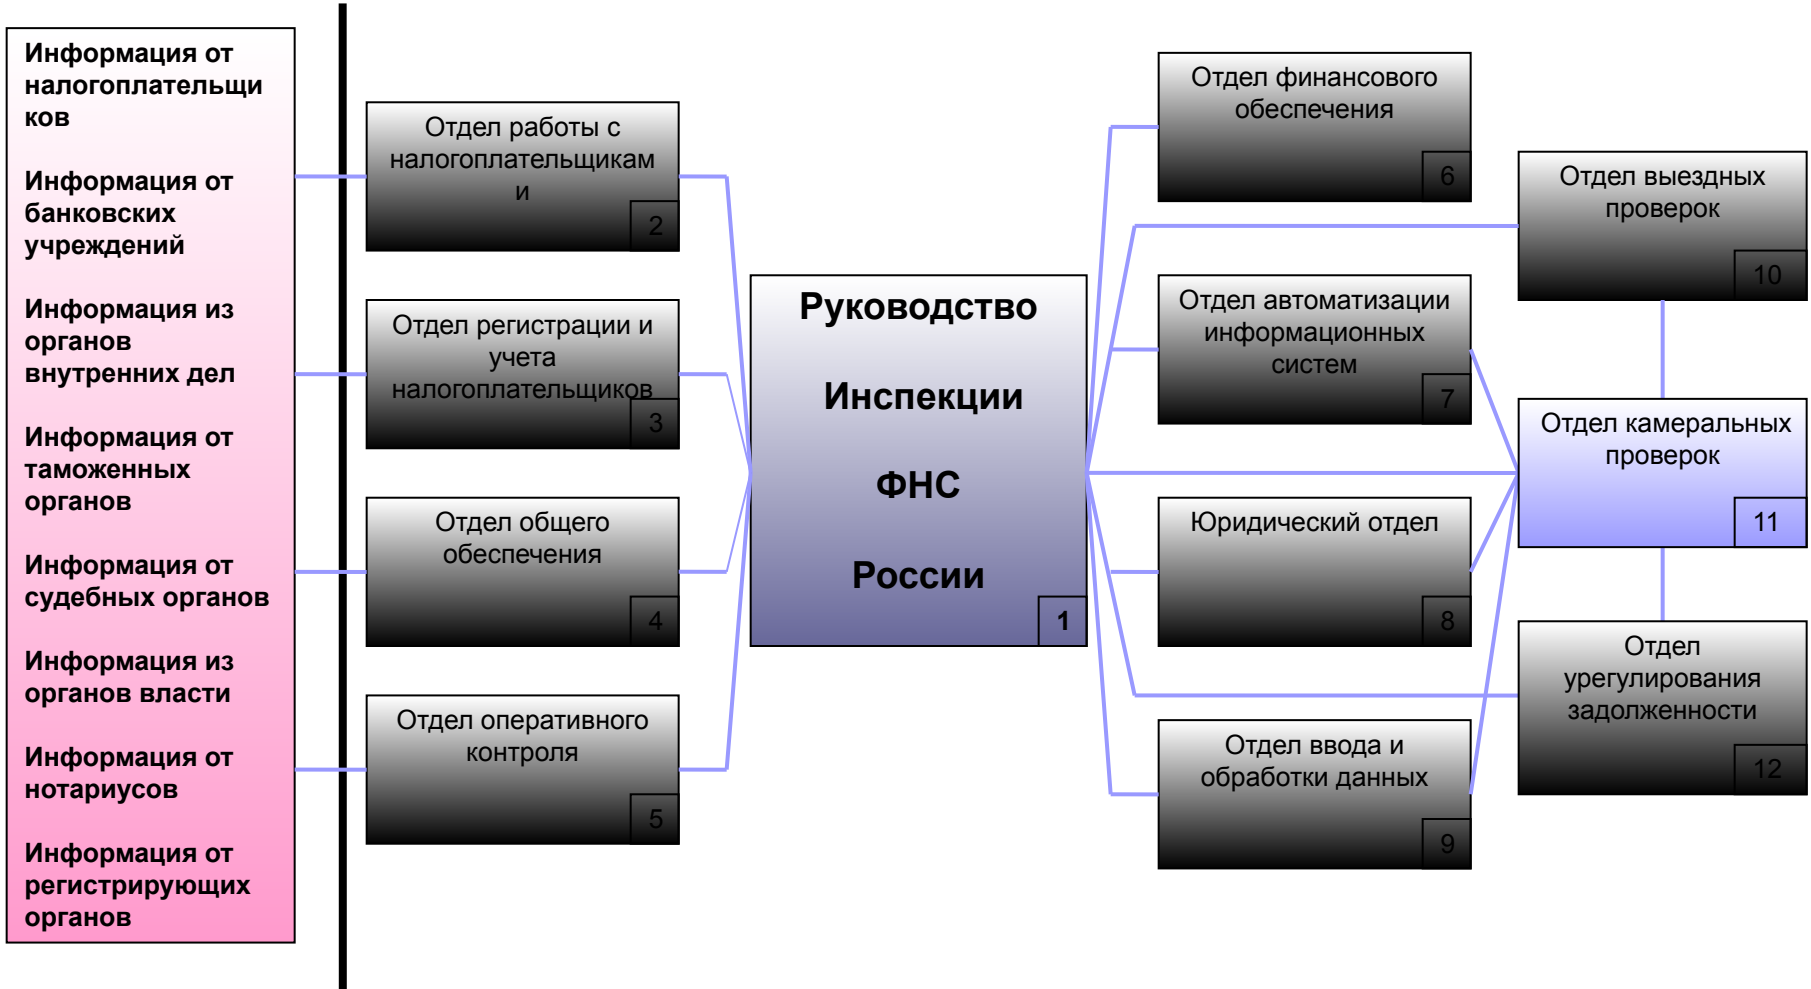 Информация от
налогоплательщи
ков
Информация от
банковских
учреждений
Информация из
органов
внутренних дел
Информация от
таможенных
органов
Информация от
судебных органов
Информация из
органов власти
Информация от
нотариусов
Информация от
регистрирующих
органов
Отдел работы с
налогоплательщикам
и
2
Отдел регистрации и
учета
налогоплательщиков
3
Отдел общего
обеспечения
4
Отдел оперативного
контроля
5
Руководство
Инспекции
ФНС
России
1
Отдел финансового
обеспечения
6
Отдел автоматизации
информационных
систем
7
Юридический отдел
8
Отдел ввода и
обработки данных
9
Отдел выездных
проверок
10
Отдел камеральных
проверок
11
Отдел
урегулирования
задолженности
12